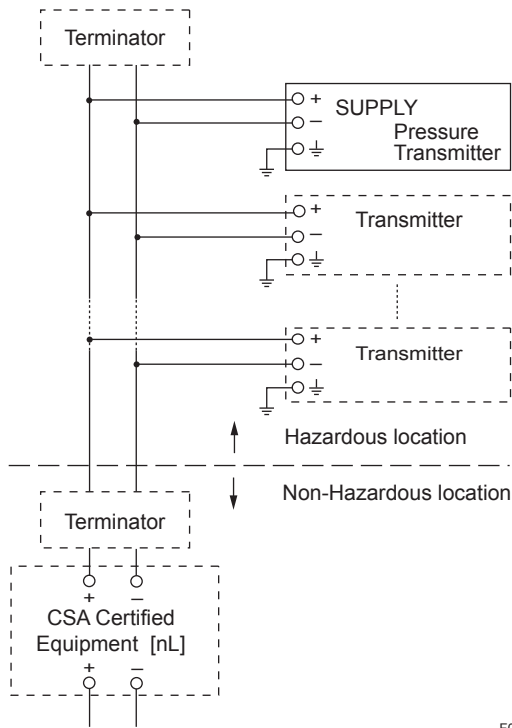 Terminator
+
SUPPLY
−
Pressure
Transmitter
+
Transmitter
−
+
Transmitter
−
Hazardous location
Non-Hazardous location
Terminator
+ −
CSA Certified
Equipment [nL]
+ −